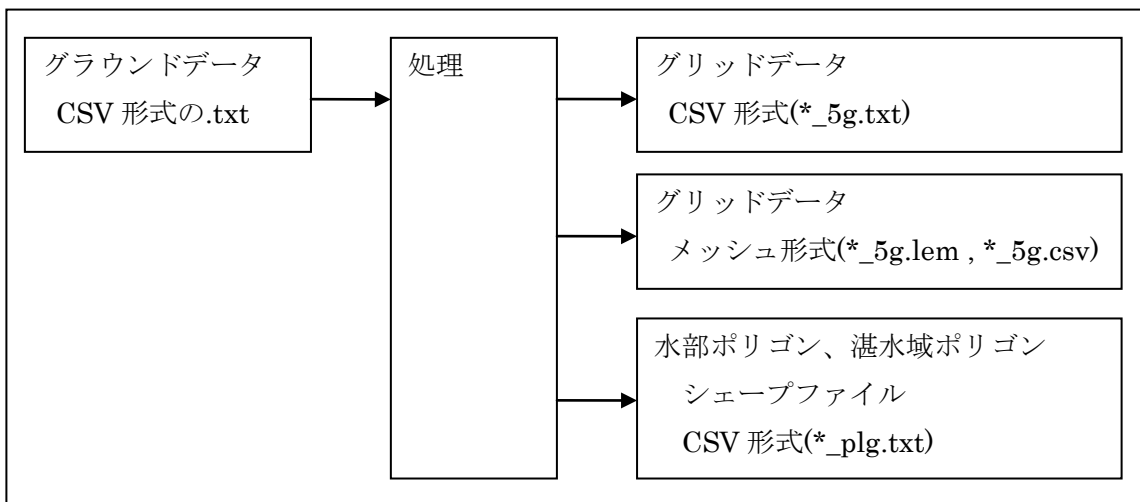 グラウンドデータ
CSV 形式の.txt
処理
グリッドデータ
CSV 形式(*_5g.txt)
グリッドデータ
メッシュ形式(*_5g.lem , *_5g.csv)
水部ポリゴン、湛水域ポリゴン
シェープファイル
CSV 形式(*_plg.txt)